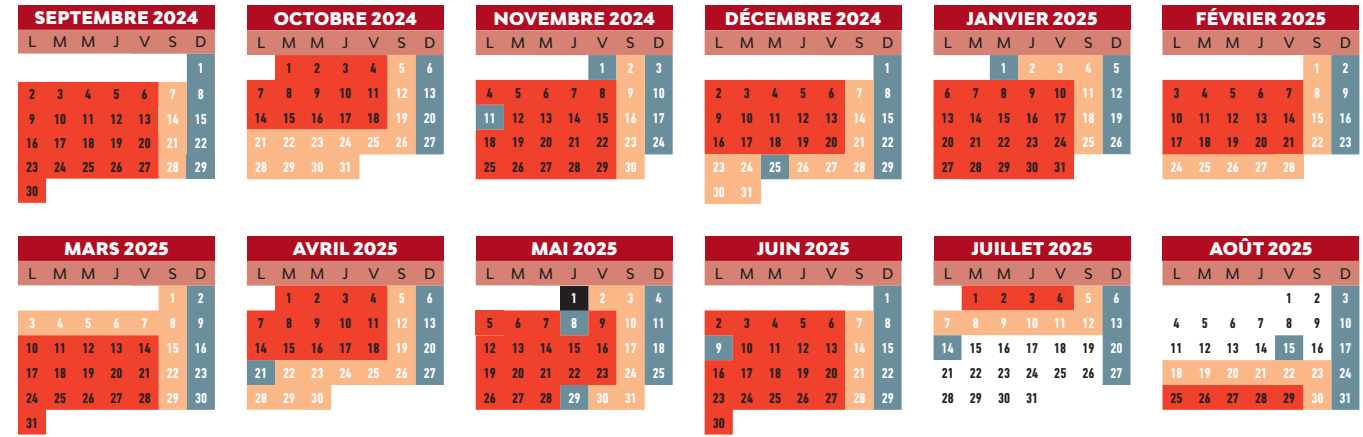 SEPTEMBRE 2024
L M M J V S D
1
2 3 4 5 6 7 8
9 10 11 12 13 14 15
16 17 18 19 20 21 22
23 24 25 26 27 28 29
30
OCTOBRE 2024
L M M J V S D
1 2 3 4 5 6
7 8 9 10 11 12 13
14 15 16 17 18 19 20
21 22 23 24 25 26 27
28 29 30 31
NOVEMBRE 2024
L M M J V S D
1 2 3
4 5 6 7 8 9 10
11 12 13 14 15 16 17
18 19 20 21 22 23 24
25 26 27 28 29 30
DÉCEMBRE 2024
L M M J V S D
1
2 3 4 5 6 7 8
9 10 11 12 13 14 15
16 17 18 19 20 21 22
23 24 25 26 27 28 29
30 31
JANVIER 2025
L M M J V S D
1 2 3 4 5
6 7 8 9 10 11 12
13 14 15 16 17 18 19
20 21 22 23 24 25 26
27 28 29 30 31
FÉVRIER 2025
L M M J V S D
1 2
3 4 5 6 7 8 9
10 11 12 13 14 15 16
17 18 19 20 21 22 23
24 25 26 27 28
MARS 2025
L M M J V S D
1 2
3 4 5 6 7 8 9
10 11 12 13 14 15 16
17 18 19 20 21 22 23
24 25 26 27 28 29 30
31
AVRIL 2025
L M M J V S D
1 2 3 4 5 6
7 8 9 10 11 12 13
14 15 16 17 18 19 20
21 22 23 24 25 26 27
28 29 30
MAI 2025
L M M J V S D
1 2 3 4
5 6 7 8 9 10 11
12 13 14 15 16 17 18
19 20 21 22 23 24 25
26 27 28 29 30 31
JUIN 2025
L M M J V S D
1
2 3 4 5 6 7 8
9 10 11 12 13 14 15
16 17 18 19 20 21 22
23 24 25 26 27 28 29
30
JUILLET 2025
L M M J V S D
1 2 3 4 5 6
7 8 9 10 11 12 13
14 15 16 17 18 19 20
21 22 23 24 25 26 27
28 29 30 31
AOÛT 2025
L M M J V S D
1 2 3
4 5 6 7 8 9 10
11 12 13 14 15 16 17
18 19 20 21 22 23 24
25 26 27 28 29 30 31